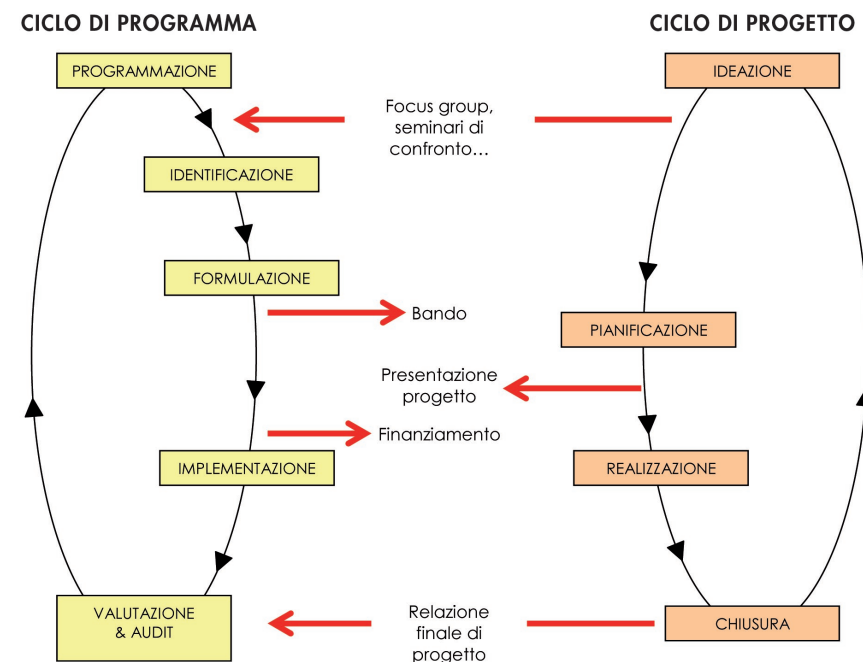 CICLO DI PROGRAMMA
CICLO DI PROGETTO
PROGRAMMAZIONE
IDEAZIONE
Focus group,
seminari di
confronto...
IDENTIFICAZIONE
FORMULAZIONE
Bando
PIANIFICAZIONE
Presentazione
progetto
Finanziamento
IMPLEMENTAZIONE
REALIZZAZIONE
VALUTAZIONE
& AUDIT
Relazione
finale di
progetto
CHIUSURA